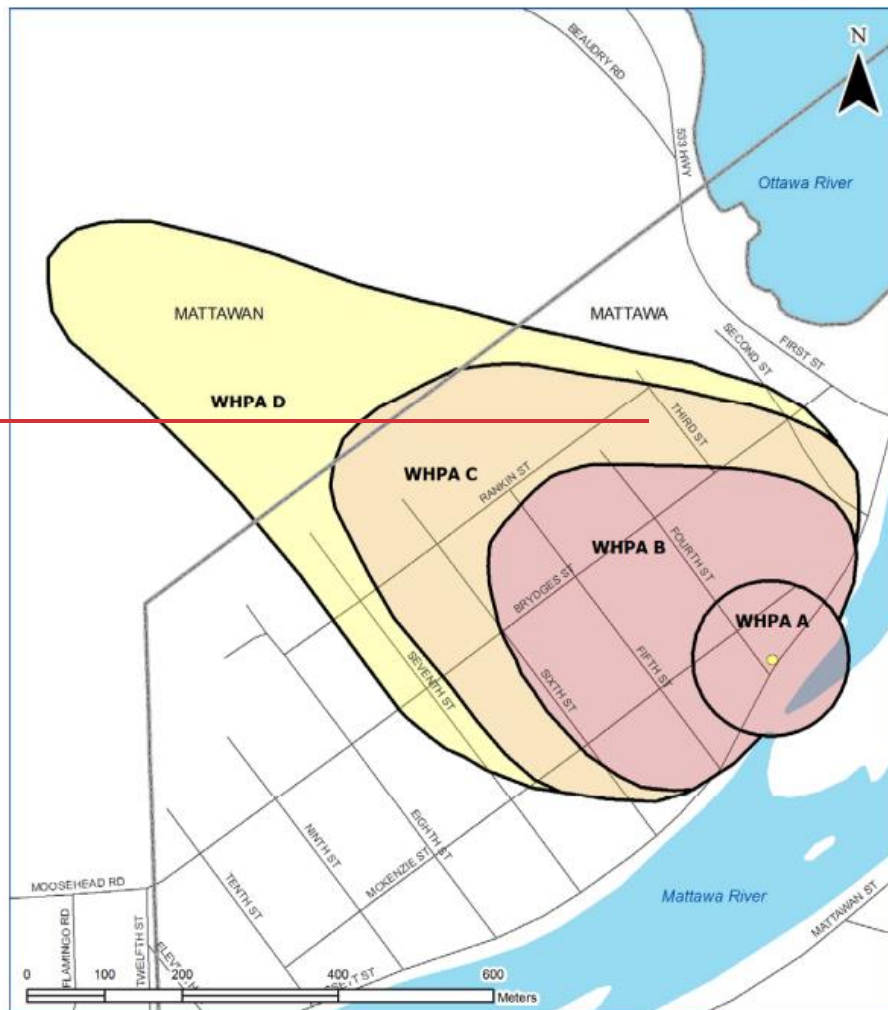 N
BEAUDRY RD
533 HWY
Ottawa River
MATTAWAN
MATTAWA
SECOND ST
FIRST ST
WHPA D
THIRD ST
WHPA C
RANKIN ST
WHPA B
FOURTH ST
BRYDGES ST
WHPA A
SEVENTH ST
SIXTH ST
FIFTH ST
EIGHTH ST
NINTH ST
MCKENZIE ST
TENTH ST
MOOSEHEAD RD
Mattawa River
MATTAWAN ST
FLAMINGO RD
TWELFTH ST
ST
0 100 200 400 600
Meters